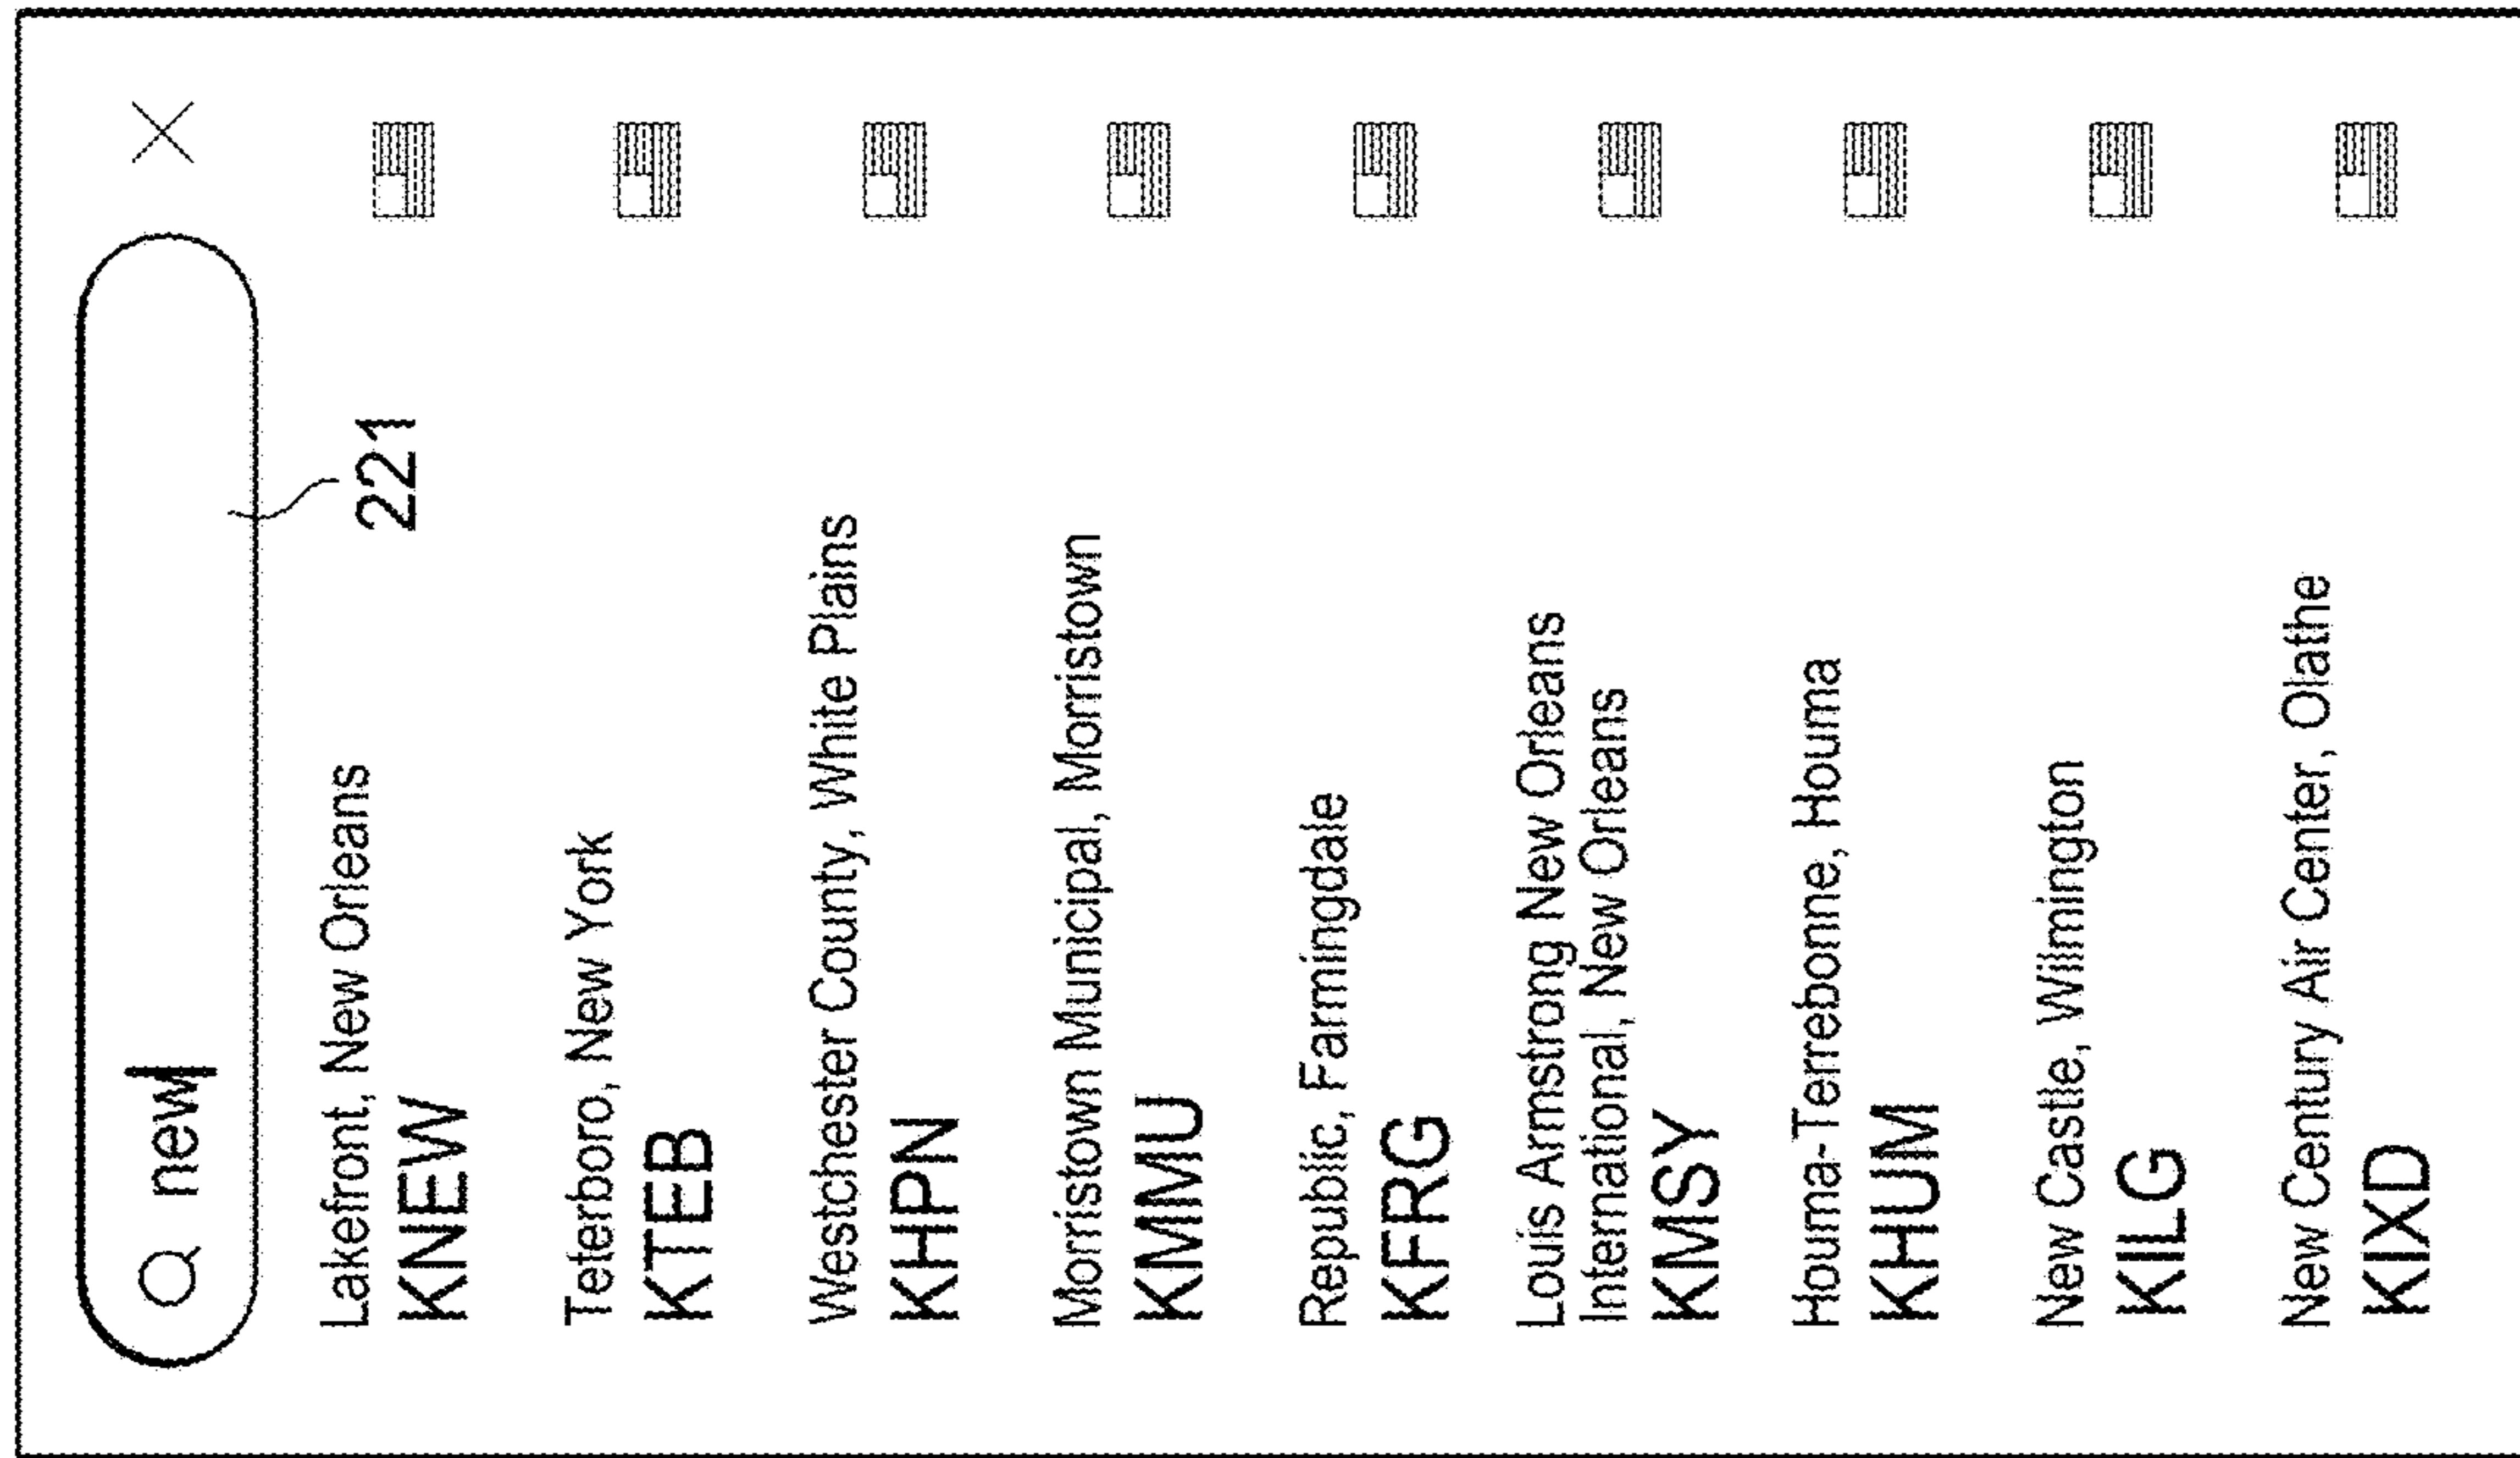 new
221
Lakefront, New Orleans
KNEW
Teterboro, New York
KTEB
Westchester County, White Plains
KHPN
Morristown Municipal, Morristown
KMMU
Republic, Farmingdale
KFRG
Louis Armstrong New Orleans
International, New Orleans
KMSY
Houma-Terrebonne, Houma
KHUM
New Castle, Wilmington
KILG
New Century Air Center, Olathe
KIXD